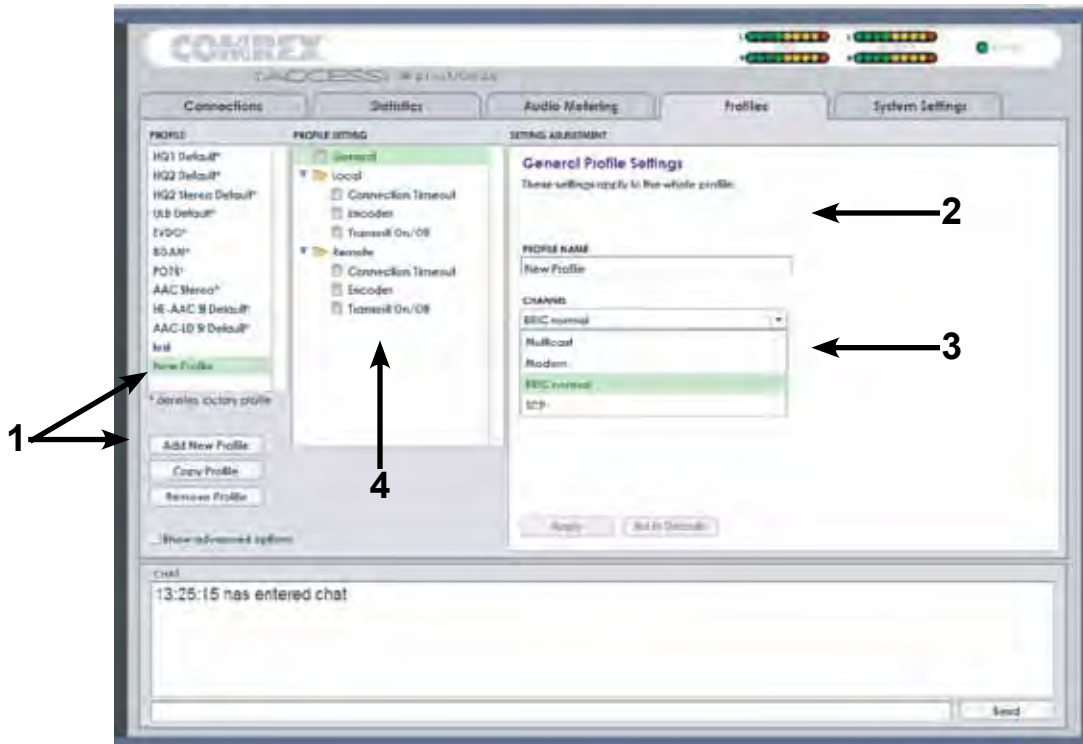 COMREX
ACCESS
Connections
Statistics
Audio Metering
Profiles
System Settings
PROFILE
PROFILE SETTING
SETTING ADJUSTMENT
HQ1 Default*
HQ2 Default*
HQ2 Stereo Default*
ULB Default*
EVDO*
BGAN*
POTS*
AAC Stereo*
HE-AAC St Default*
AAC-LD St Default*
test
New Profile
* denotes factory profile
Add New Profile
Copy Profile
Remove Profile
Show advanced options
General
Local
Connection Timeout
Encoder
Transmit On/Off
Remote
Connection Timeout
Encoder
Transmit On/Off
General Profile Settings
These settings apply to the whole profile.
PROFILE NAME
New Profile
CHANNEL
BRIC normal
Multicast
Modem
BRIC normal
TCP
Apply
Set to Defaults
1
2
3
4
CHAT
13:25:15 has entered chat
Send